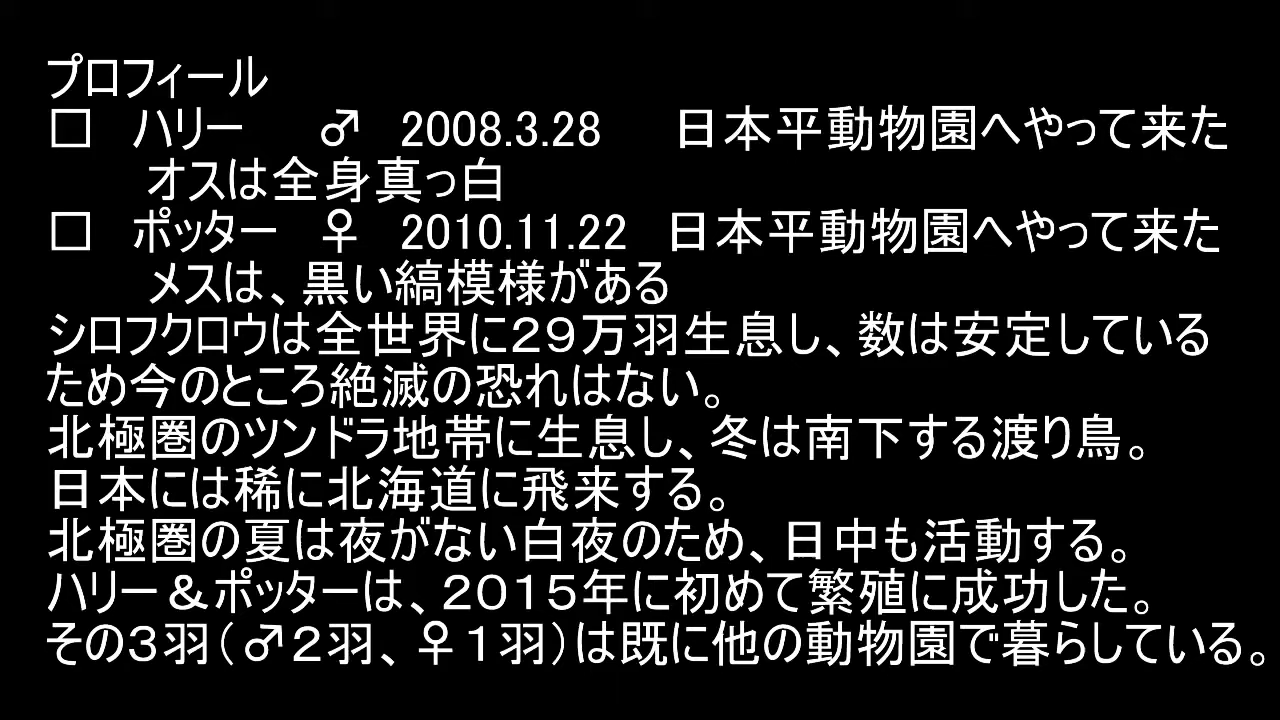 プロフィール
□ ハリー ♂ 2008.3.28 日本平動物園へやって来た
オスは全身真っ白
□ ポッター ♀ 2010.11.22 日本平動物園へやって来た
メスは、黒い縞模様がある
シロフクロウは全世界に２９万羽生息し、数は安定している
ため今のところ絶滅の恐れはない。
北極圏のツンドラ地帯に生息し、冬は南下する渡り鳥。
日本には稀に北海道に飛来する。
北極圏の夏は夜がない白夜のため、日中も活動する。
ハリー＆ポッターは、２０１５年に初めて繁殖に成功した。
その３羽（♂２羽、♀１羽）は既に他の動物園で暮らしている。